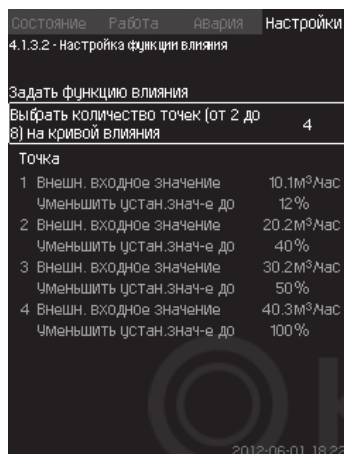 Состояние Работа Авария Настройки
4.1.3.2 - Настройка функции влияния
Задать функцию влияния
Выбрать количество точек (от 2 до 4
8) на кривой влияния
Точка
1 Внешн. входное значение 10.1м³/час
Уменьшить устан.знач-е до 12%
2 Внешн. входное значение 20.2м³/час
Уменьшить устан.знач-е до 40%
3 Внешн. входное значение 30.2м³/час
Уменьшить устан.знач-е до 50%
4 Внешн. входное значение 40.3м³/час
Уменьшить устан.знач-е до 100%
2012-06-01 18:22